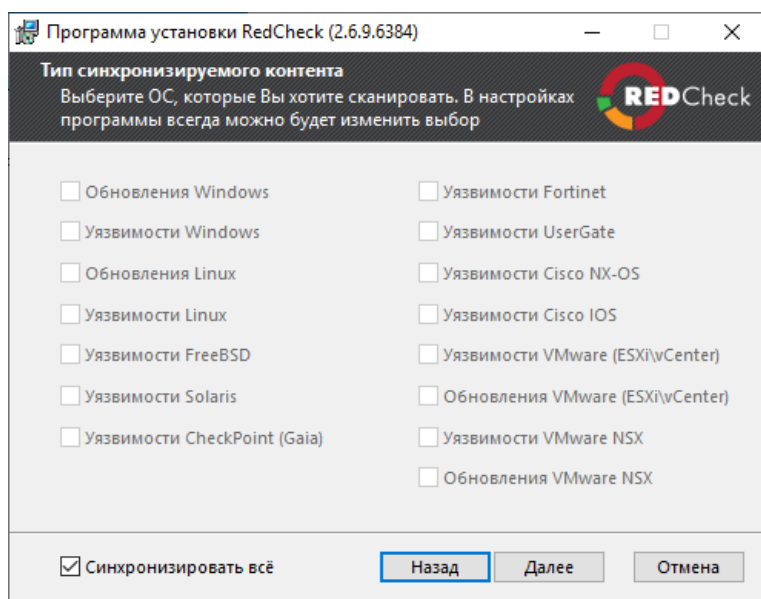 Программа установки RedCheck (2.6.9.6384)
Тип синхронизируемого контента
Выберите ОС, которые Вы хотите сканировать. В настройках
программы всегда можно будет изменить выбор
REDCheck
Обновления Windows
Уязвимости Windows
Обновления Linux
Уязвимости Linux
Уязвимости FreeBSD
Уязвимости Solaris
Уязвимости CheckPoint (Gaia)
Уязвимости Fortinet
Уязвимости UserGate
Уязвимости Cisco NX-OS
Уязвимости Cisco IOS
Уязвимости VMware (ESXi\vCenter)
Обновления VMware (ESXi\vCenter)
Уязвимости VMware NSX
Обновления VMware NSX
Синхронизировать всё
Назад
Далее
Отмена